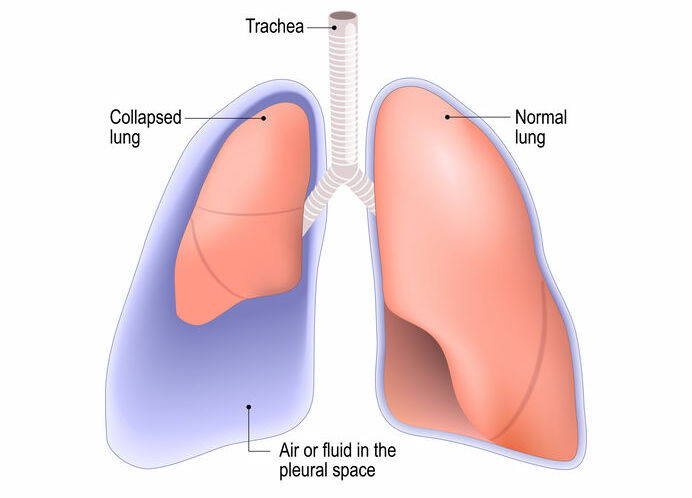 Trachea
Collapsed
lung
Normal
lung
Air or fluid in the
pleural space